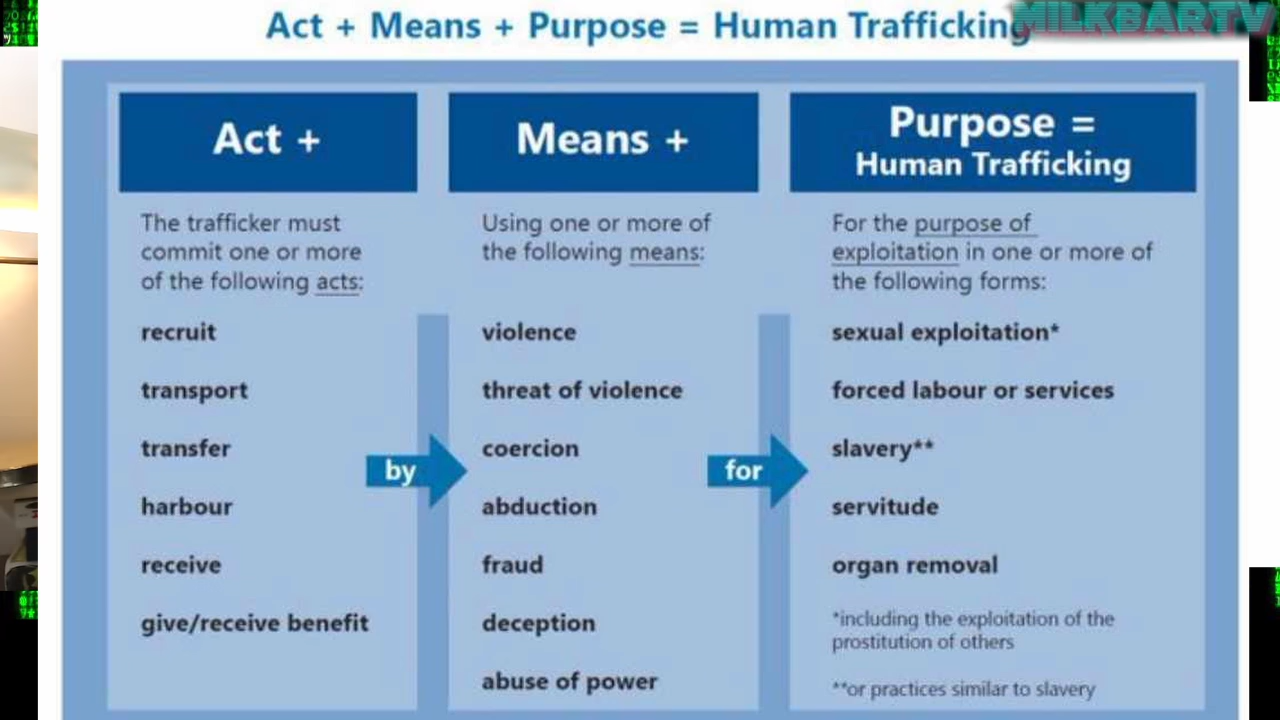 Act + Means + Purpose = Human Trafficking
MILKBARTV
Act +
The trafficker must
commit one or more
of the following acts:
recruit
transport
transfer
harbour
receive
give/receive benefit
by
Means +
Using one or more of
the following means:
violence
threat of violence
coercion
abduction
fraud
deception
abuse of power
for
Purpose =
Human Trafficking
For the purpose of
exploitation in one or more of
the following forms:
sexual exploitation*
forced labour or services
slavery**
servitude
organ removal
*including the exploitation of the
prostitution of others
**or practices similar to slavery